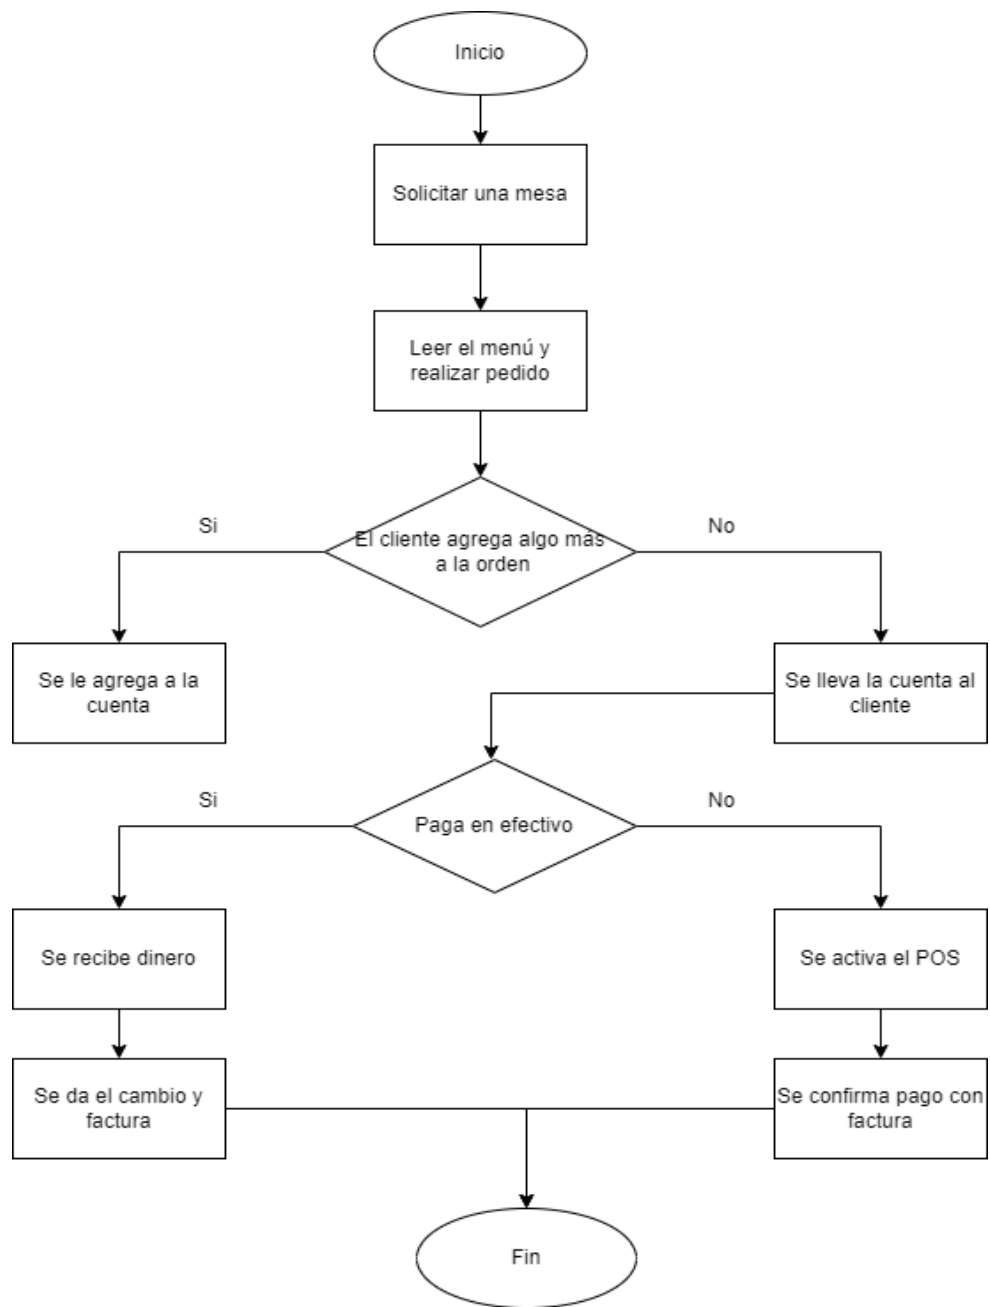 Inicio
Solicitar una mesa
Leer el menú y
realizar pedido
El cliente agrega algo más
a la orden
Si
No
Se le agrega a la
cuenta
Se lleva la cuenta al
cliente
Paga en efectivo
Si
No
Se recibe dinero
Se activa el POS
Se da el cambio y
factura
Se confirma pago con
factura
Fin